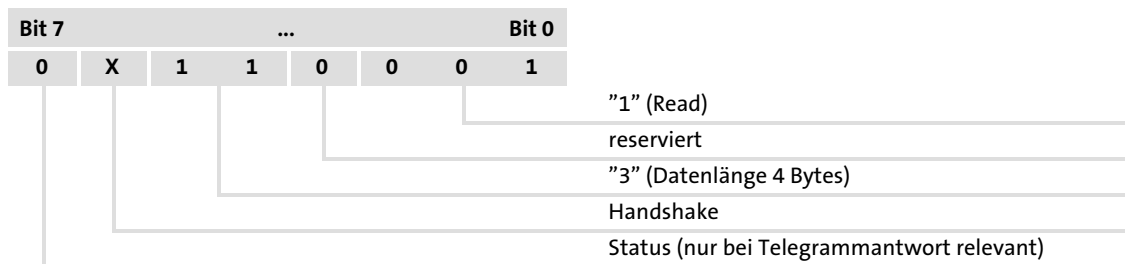 Bit 7 ... Bit 0
0 X 1 1 0 0 0 1
”1” (Read)
reserviert
”3” (Datenlänge 4 Bytes)
Handshake
Status (nur bei Telegrammantwort relevant)